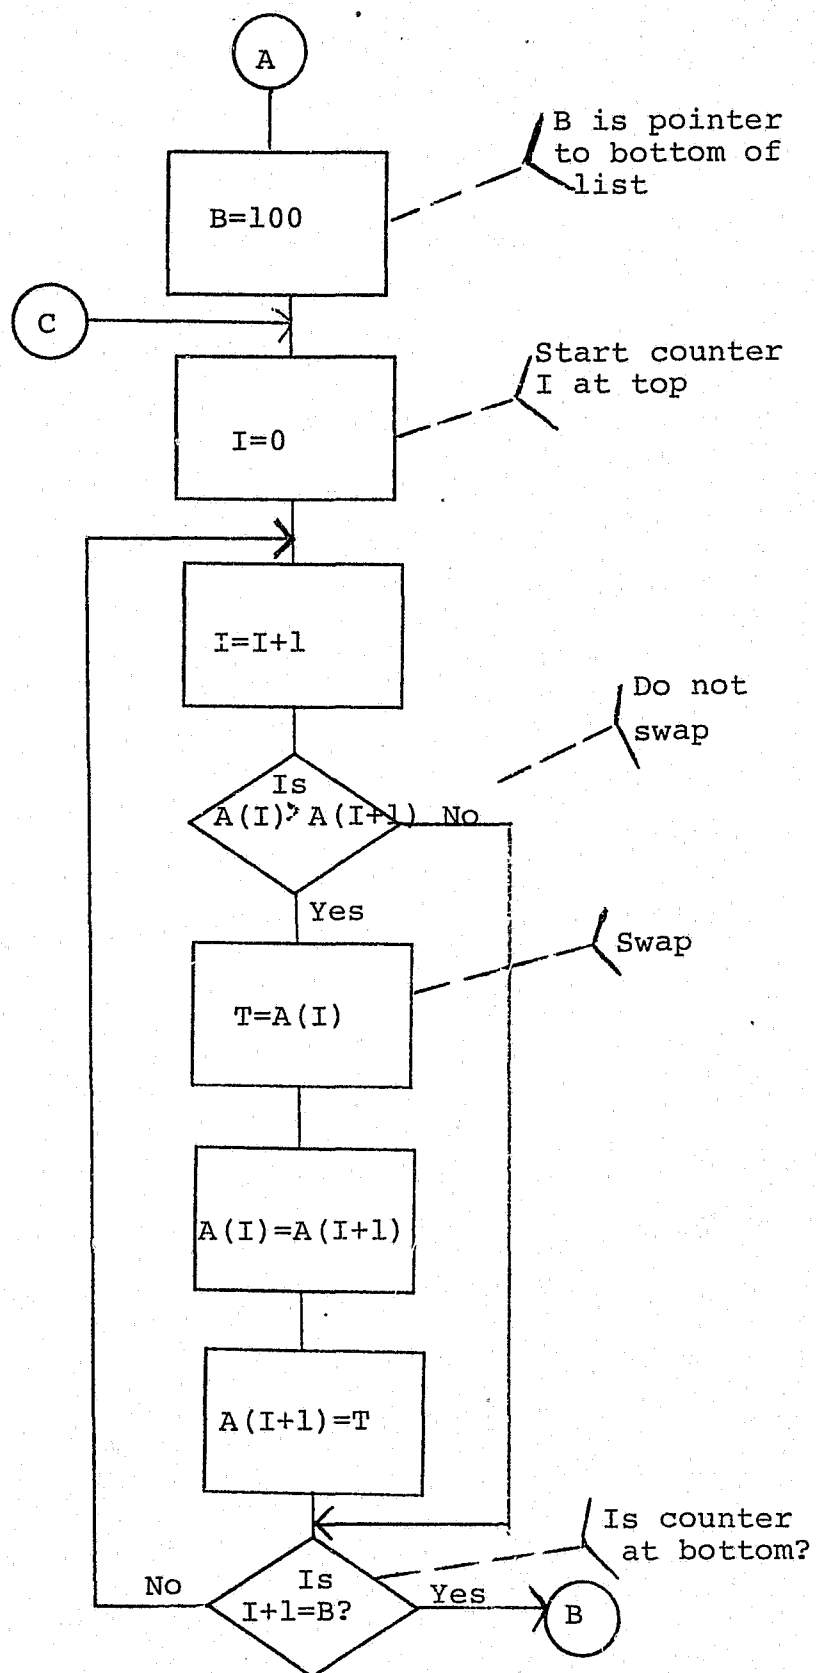 A
B is pointer
to bottom of
list
B=100
C
Start counter
I at top
I=0
I=I+1
Do not
swap
Is
A(I)> A(I+1) No
Yes
Swap
T=A(I)
A(I)=A(I+1)
A(I+1)=T
Is counter
at bottom?
No
Is
I+1=B?
Yes
B